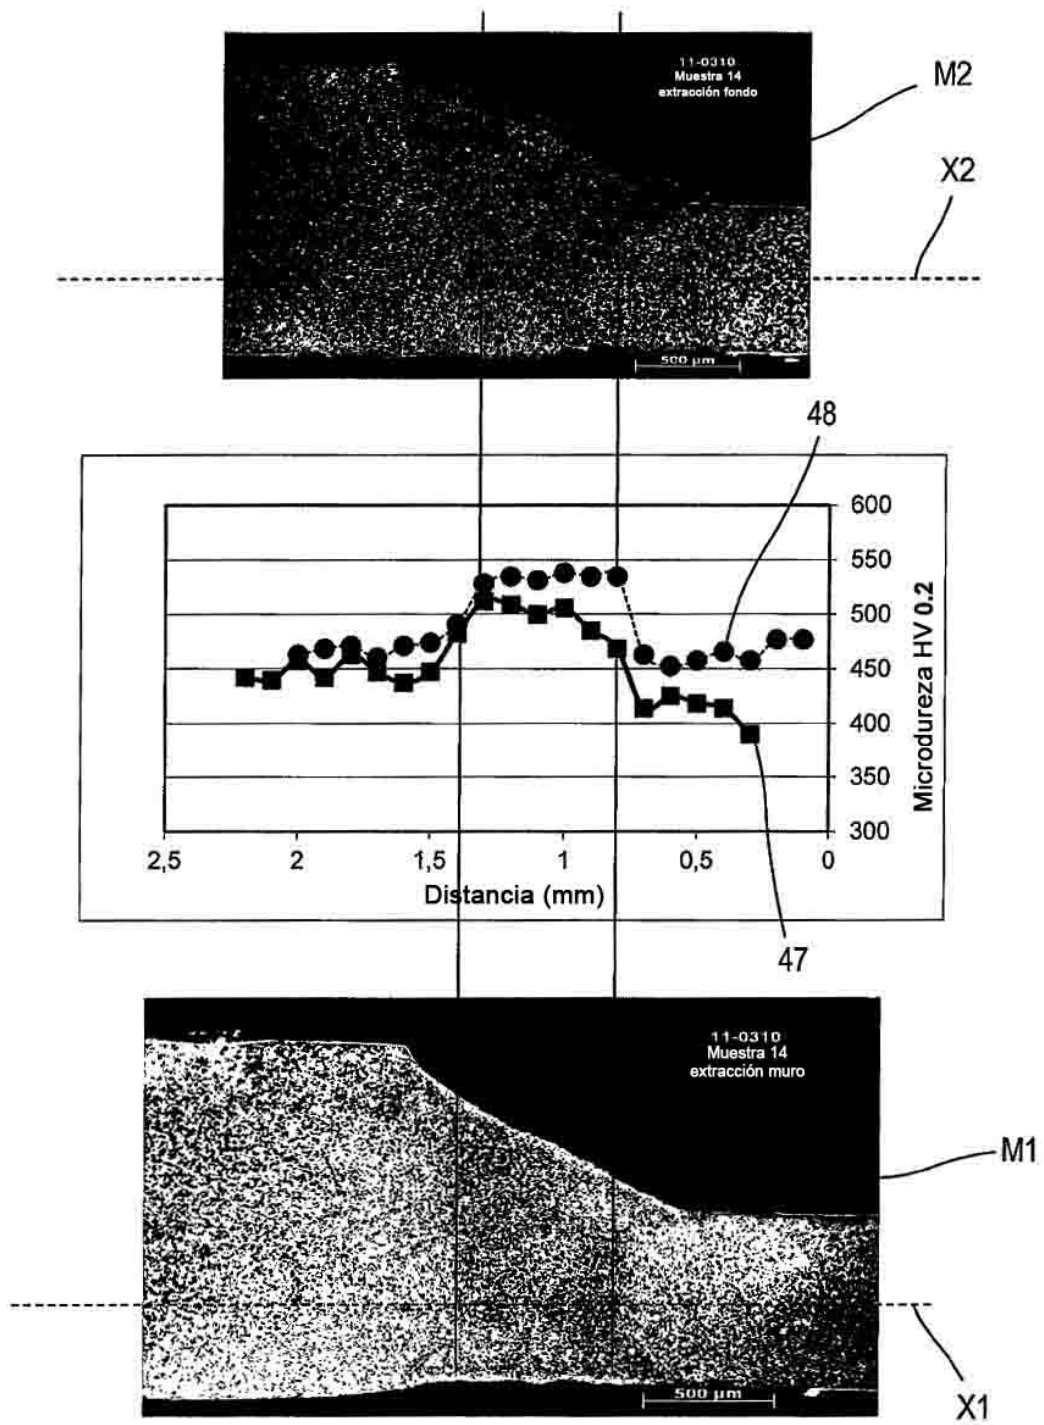 11-0310
Muestra 14
extracción fondo
M2
X2
500 µm
48
600
550
500
450
400
350
300
Microdureza HV 0.2
2,5
2
1,5
1
0,5
0
Distancia (mm)
47
11-0310
Muestra 14
extracción muro
M1
500 µm
X1